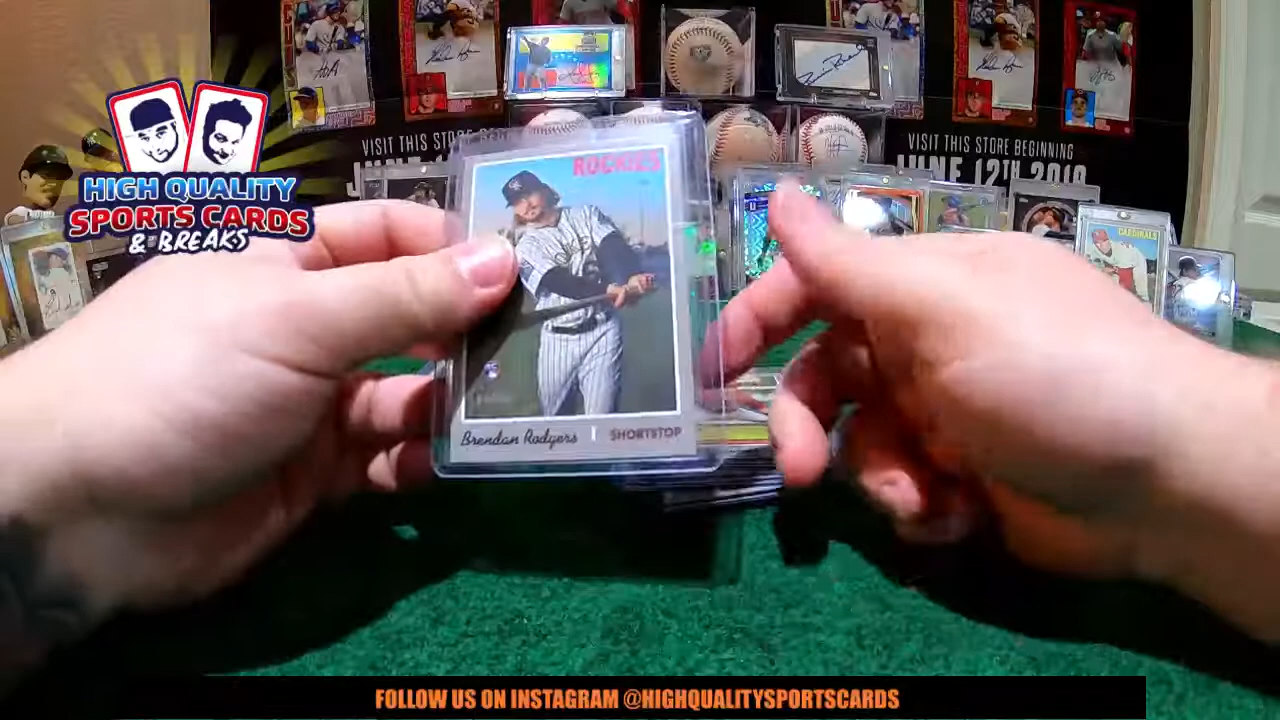 HIGH QUALITY
SPORTS CARDS
& BREAKS
VISIT THIS STORE
VISIT THIS STORE BEGINNING
JUNE 12TH 2019
ROCKIES
CARDINALS
Brendan Rodgers | SHORTSTOP
FOLLOW US ON INSTAGRAM @HIGHQUALITYSPORTSCARDS